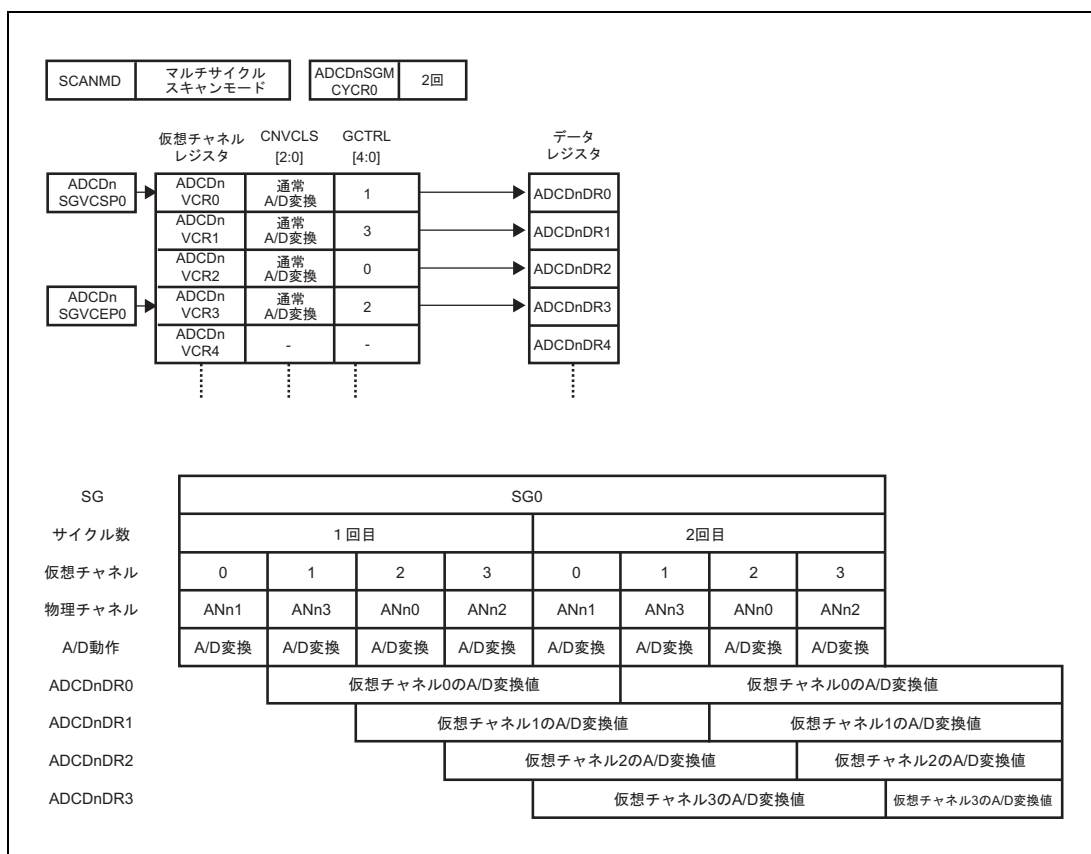 SCANMD
マルチサイクル
スキャンモード
ADCDnSGM
CYCR0
2回
仮想チャネル
レジスタ
CNVCLS
[2:0]
GCTRL
[4:0]
データ
レジスタ
ADCDn
SGVCSP0
ADCDn
VCR0
通常
A/D変換
1
ADCDnDR0
ADCDn
VCR1
通常
A/D変換
3
ADCDnDR1
ADCDn
VCR2
通常
A/D変換
0
ADCDnDR2
ADCDn
SGVCEP0
ADCDn
VCR3
通常
A/D変換
2
ADCDnDR3
ADCDn
VCR4
-
-
ADCDnDR4
SG
SG0
サイクル数
1回目
2回目
仮想チャネル
0
1
2
3
0
1
2
3
物理チャネル
ANn1
ANn3
ANn0
ANn2
ANn1
ANn3
ANn0
ANn2
A/D動作
A/D変換
A/D変換
A/D変換
A/D変換
A/D変換
A/D変換
A/D変換
A/D変換
ADCDnDR0
仮想チャネル0のA/D変換値
仮想チャネル0のA/D変換値
ADCDnDR1
仮想チャネル1のA/D変換値
仮想チャネル1のA/D変換値
ADCDnDR2
仮想チャネル2のA/D変換値
仮想チャネル2のA/D変換値
ADCDnDR3
仮想チャネル3のA/D変換値
仮想チャネル3のA/D変換値